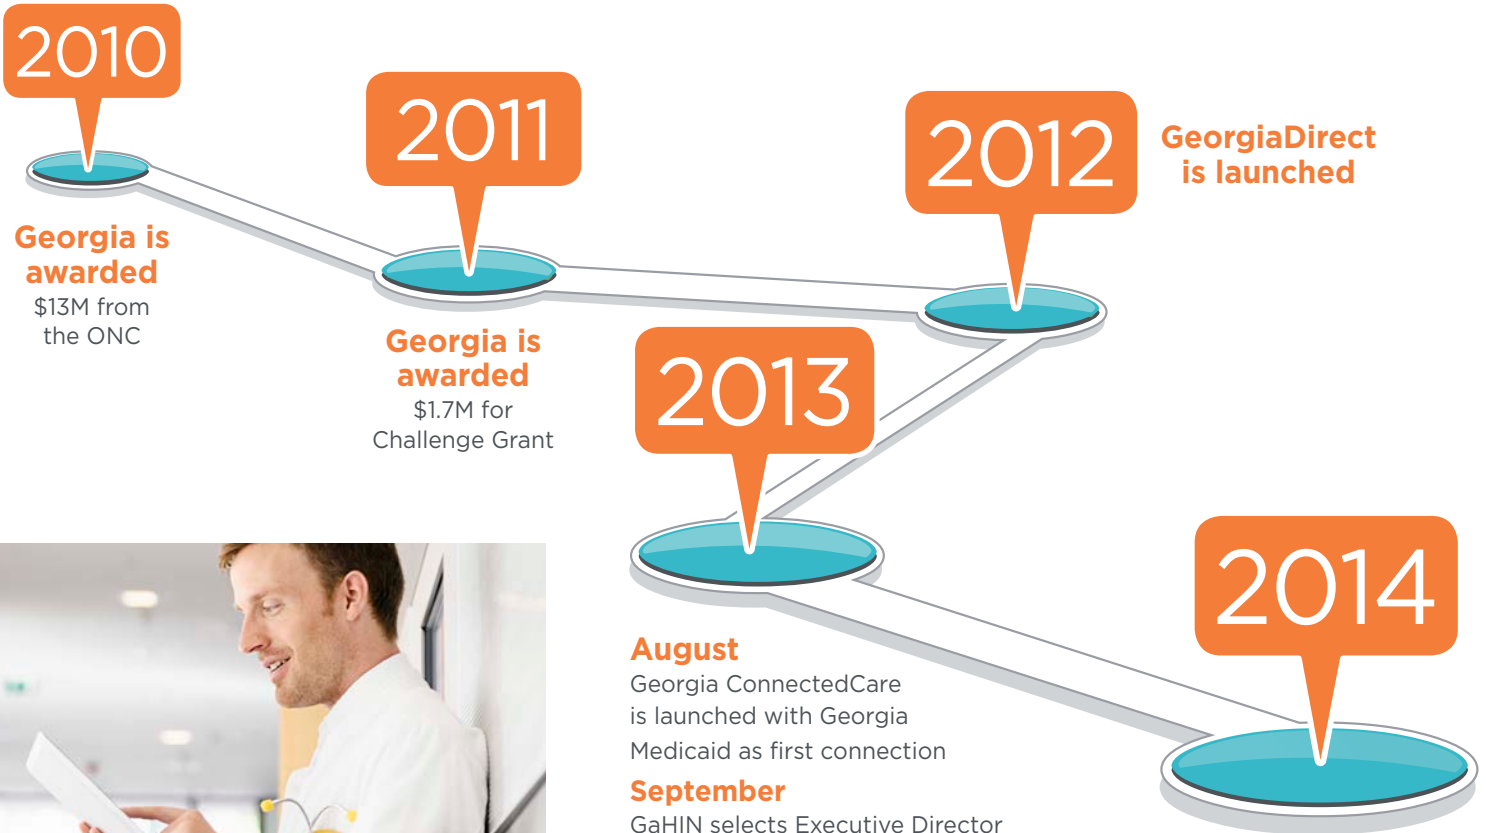 2010
Georgia is
awarded
$13M from
the ONC
2011
Georgia is
awarded
$1.7M for
Challenge Grant
2012
GeorgiaDirect
is launched
2013
August
Georgia ConnectedCare
is launched with Georgia
Medicaid as first connection
September
GaHIN selects Executive Director
2014